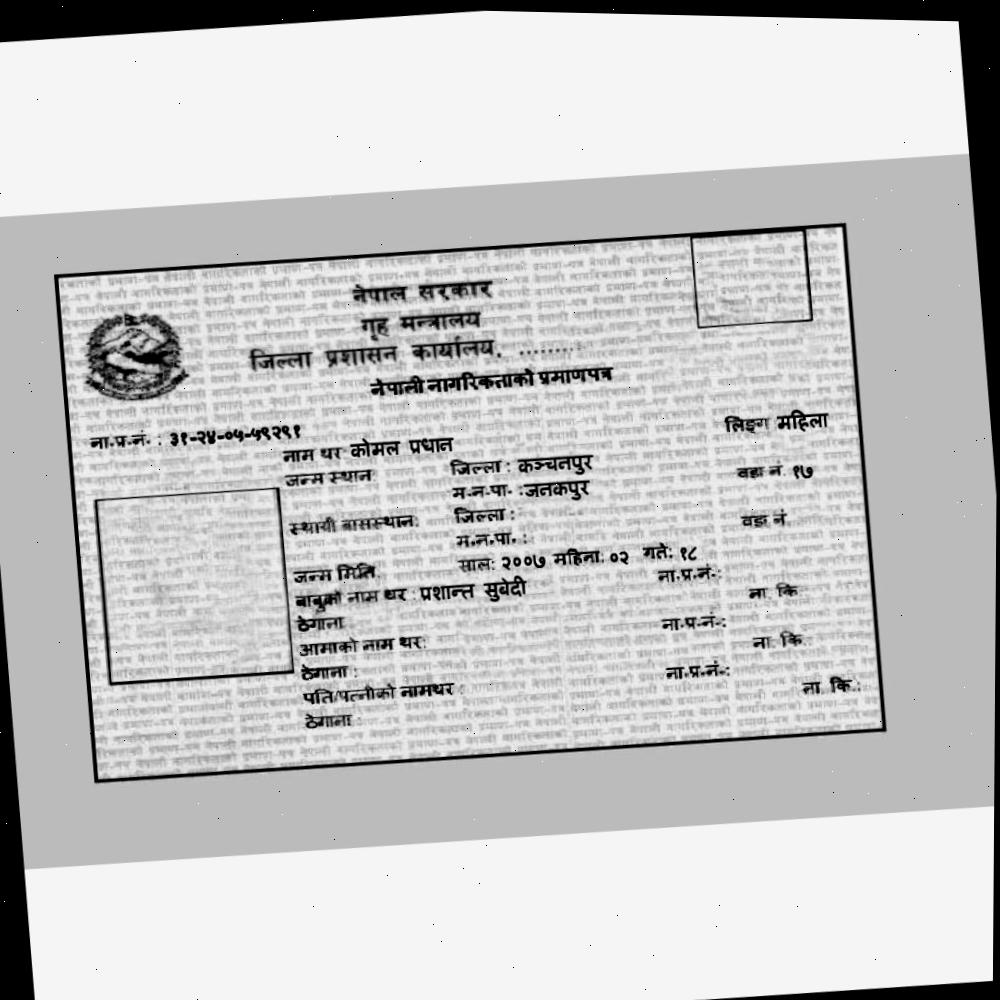 नेपाल सरकार
गृह मन्त्रालय
जिल्ला प्रशासन कार्यालय, ..........
नेपाली नागरिकताको प्रमाणपत्र
ना.प्र.नं. : ३१-२४-०५-५९२९१
लिङ्ग महिला
नाम थर कोमल प्रधान
जन्म स्थान: जिल्ला : कञ्चनपुर
म.न.पा. : जनकपुर वडा नं. १७
स्थायी बासस्थान: जिल्ला :
म.न.पा. : वडा नं.
जन्म मिति: साल: २००७ महिना: ०२ गते: १८
बाबुको नाम थर : प्रशान्त सुबेदी ना.प्र.नं.:
ठेगाना : ना. कि.:
आमाको नाम थर: ना.प्र.नं.:
ठेगाना : ना. कि.:
पति/पत्नीको नामथर : ना.प्र.नं.:
ठेगाना : ना. कि.: